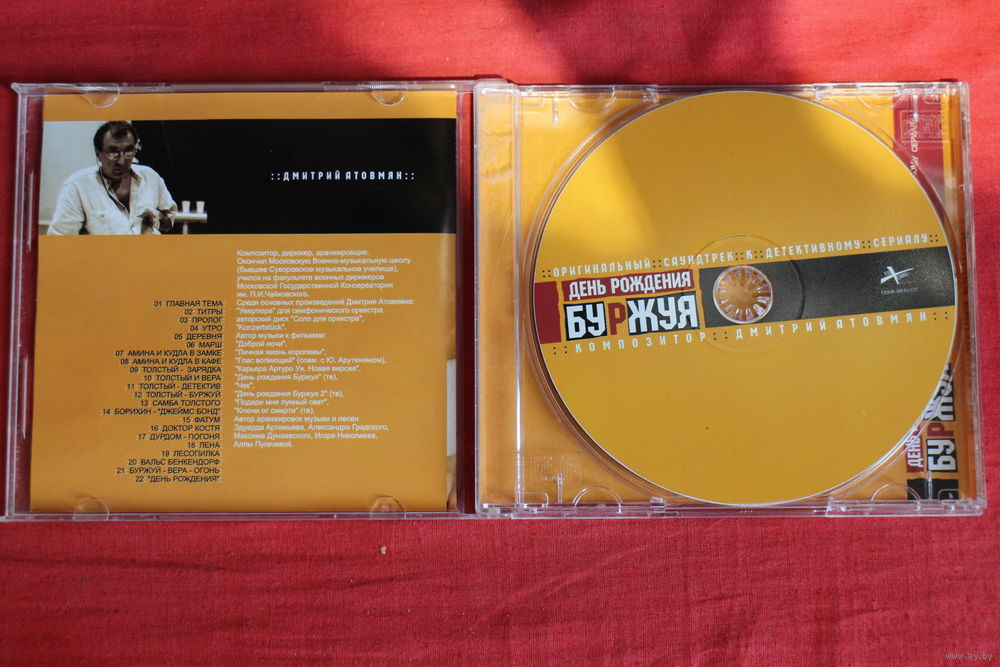 ::ДМИТРИЙ АТОВМЯН::
01 ГЛАВНАЯ ТЕМА
02 ТИТРЫ
03 ПРОЛОГ
04 УТРО
05 ДЕРЕВНЯ
06 МАРШ
07 АМИНА И КУДЛА В ЗАМКЕ
08 АМИНА И КУДЛА В КАФЕ
09 ТОЛСТЫЙ - ЗАРЯДКА
10 ТОЛСТЫЙ И ВЕРА
11 ТОЛСТЫЙ - ДЕТЕКТИВ
12 ТОЛСТЫЙ - БУРЖУЙ
13 САМБА ТОЛСТОГО
14 БОРИХИН - "ДЖЕЙМС БОНД"
15 ФАТУМ
16 ДОКТОР КОСТЯ
17 ДУРДОМ - ПОГОНЯ
18 ЛЕНА
19 ЛЕСОПИЛКА
20 ВАЛЬС БЕНКЕНДОРФ
21 БУРЖУЙ - ВЕРА - ОГОНЬ
22 "ДЕНЬ РОЖДЕНИЯ"
Композитор, дирижер, аранжировщик.
Окончил Московскую Военно-музыкальную школу
(бывшее Суворовское музыкальное училище),
учился на факультете военных дирижеров
Московской Государственной Консерватории
им. П.И.Чайковского.
Среди основных произведений Дмитрия Атовмяна:
"Увертюра" для симфонического оркестра,
авторский диск "Соло для оркестра",
"Konzertstück".
Автор музыки к фильмам:
"Доброй ночи",
"Личная жизнь королевы",
"Глас вопиющий" (совм. с Ю. Арутюняном),
"Карьера Артуро Уи. Новая версия",
"День рождения Буржуя" (тв),
"Чек",
"День рождения Буржуя 2" (тв),
"Подари мне лунный свет",
"Ключи от смерти" (тв).
Автор аранжировок музыки и песен
Эдуарда Артемьева, Александра Градского,
Максима Дунаевского, Игоря Николаева,
Аллы Пугачевой.
::ОРИГИНАЛЬНЫЙ::САУНДТРЕК::К::ДЕТЕКТИВНОМУ::СЕРИАЛУ::
ДЕНЬ РОЖДЕНИЯ
БУРЖУЯ
::КОМПОЗИТОР::ДМИТРИЙ АТОВМЯН::
СЕРИАЛУ
ДЕНЬ
БУРЖУЯ
www.ay.by